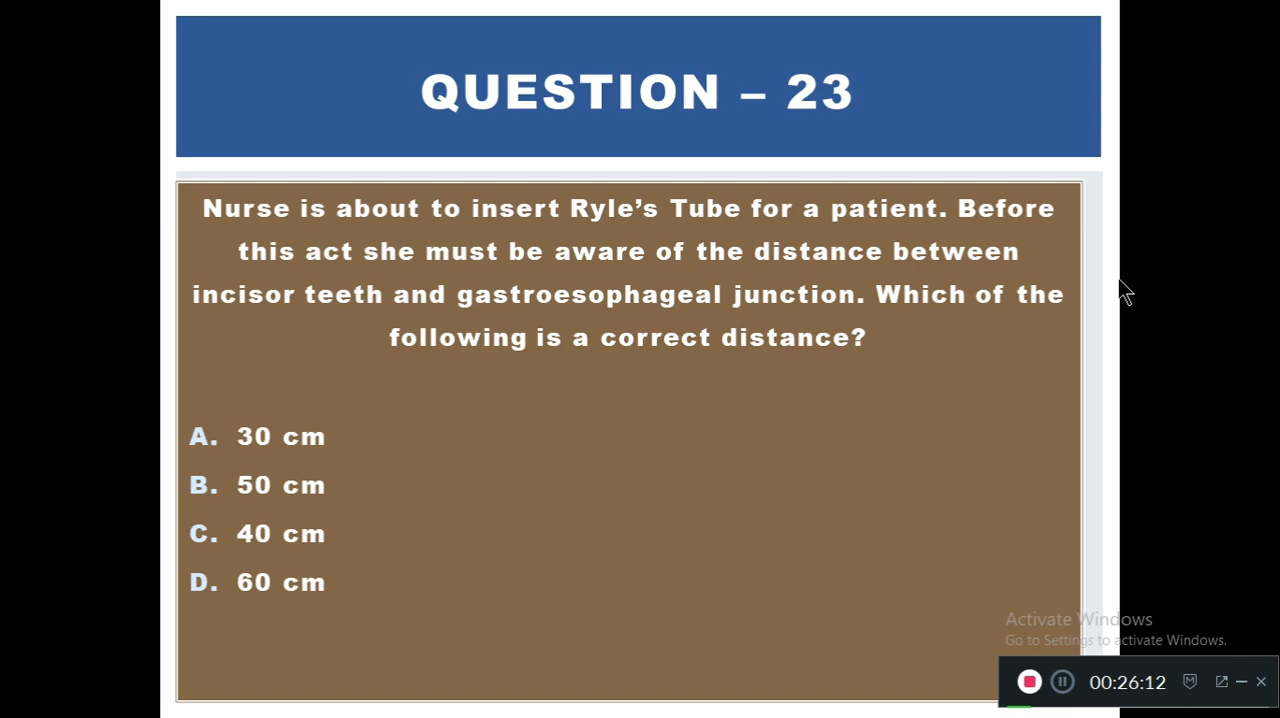 QUESTION – 23
Nurse is about to insert Ryle’s Tube for a patient. Before
this act she must be aware of the distance between
incisor teeth and gastroesophageal junction. Which of the
following is a correct distance?
A. 30 cm
B. 50 cm
C. 40 cm
D. 60 cm
Activate Windows
Go to Settings to activate Windows.
00:26:12